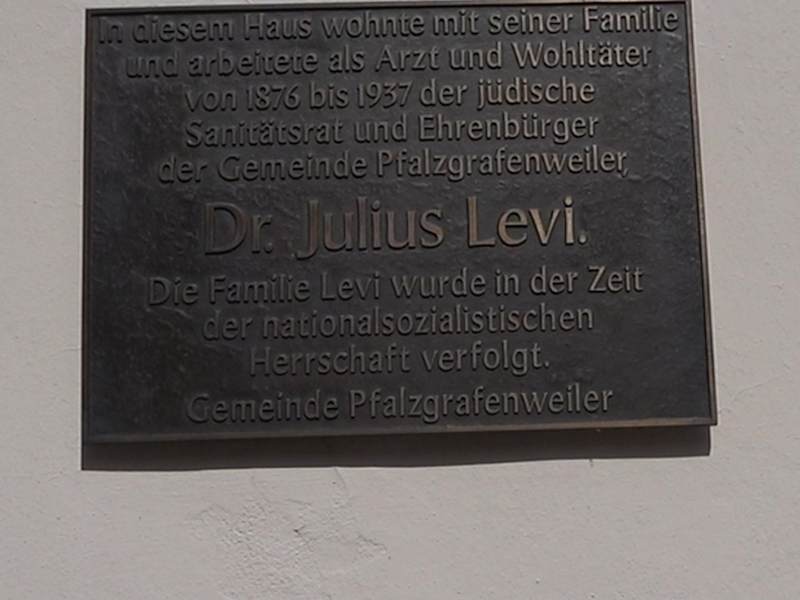 In diesem Haus wohnte mit seiner Familie
und arbeitete als Arzt und Wohltäter
von 1876 bis 1937 der jüdische
Sanitätsrat und Ehrenbürger
der Gemeinde Pfalzgrafenweiler,
Dr. Julius Levi.
Die Familie Levi wurde in der Zeit
der nationalsozialistischen
Herrschaft verfolgt.
Gemeinde Pfalzgrafenweiler